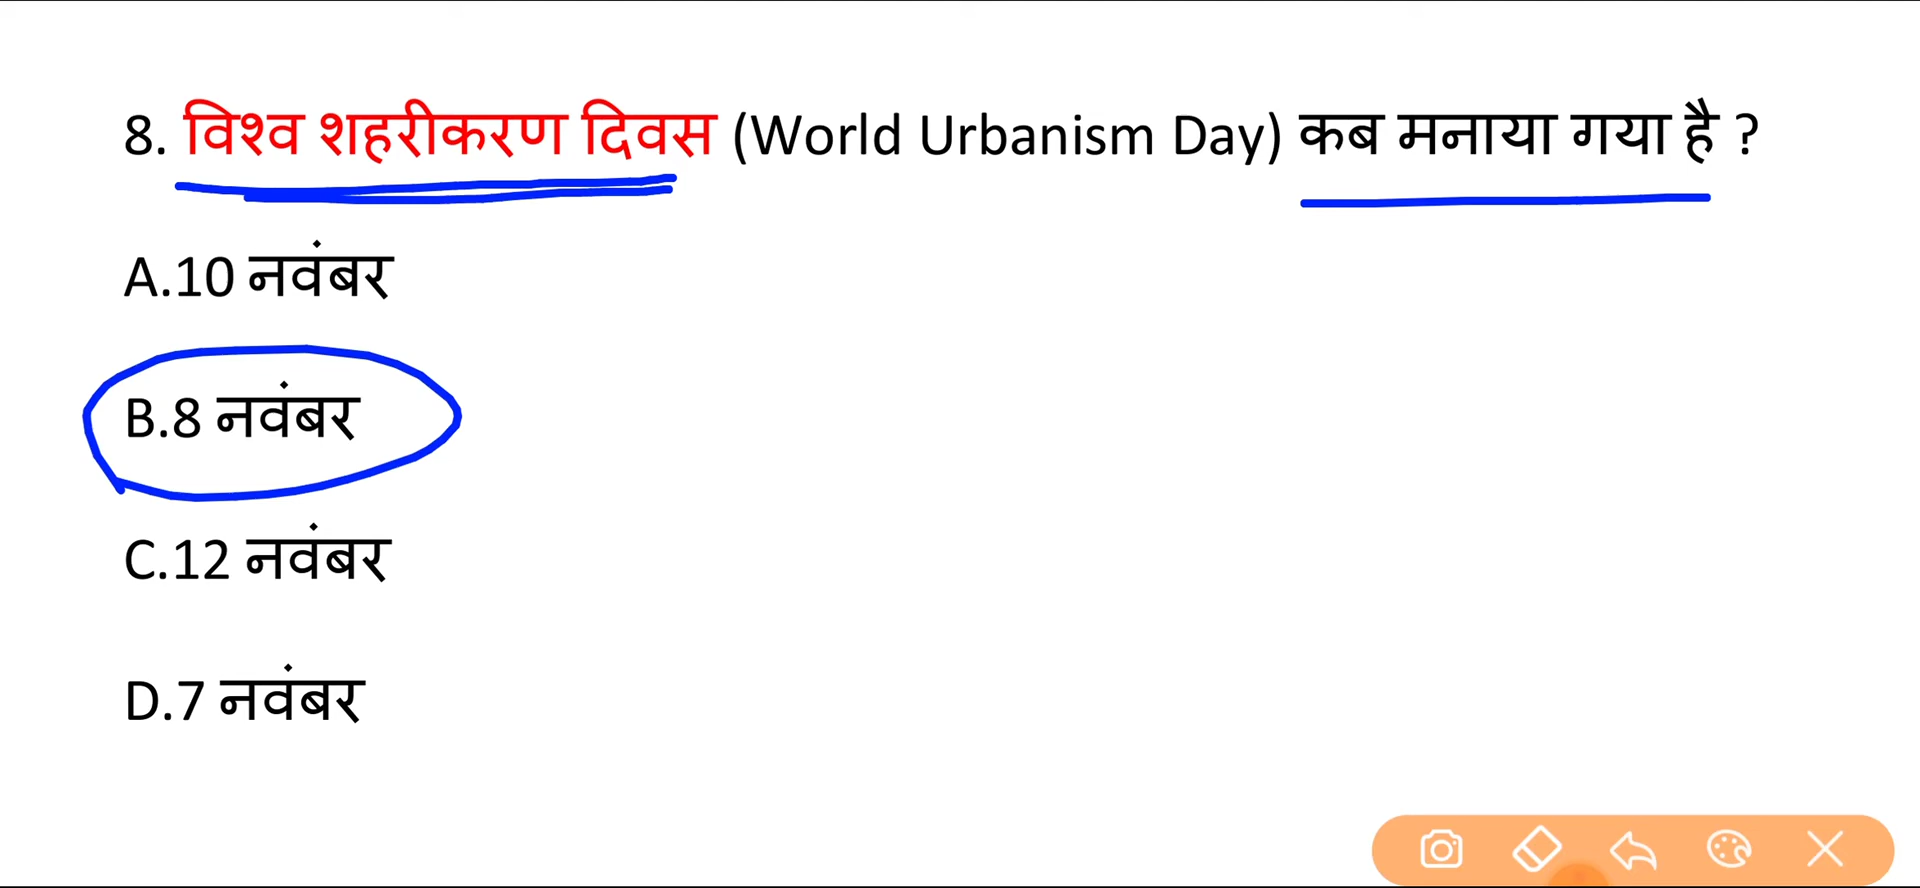 8. विश्व शहरीकरण दिवस (World Urbanism Day) कब मनाया गया है ?
A.10 नवंबर
B.8 नवंबर
C.12 नवंबर
D.7 नवंबर